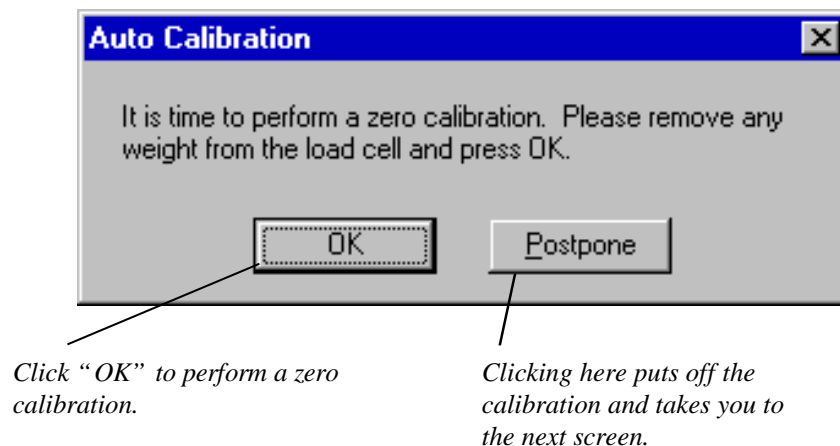 Auto Calibration
It is time to perform a zero calibration.  Please remove any
weight from the load cell and press OK.
OK
Postpone
Click “OK” to perform a zero
calibration.
Clicking here puts off the
calibration and takes you to
the next screen.